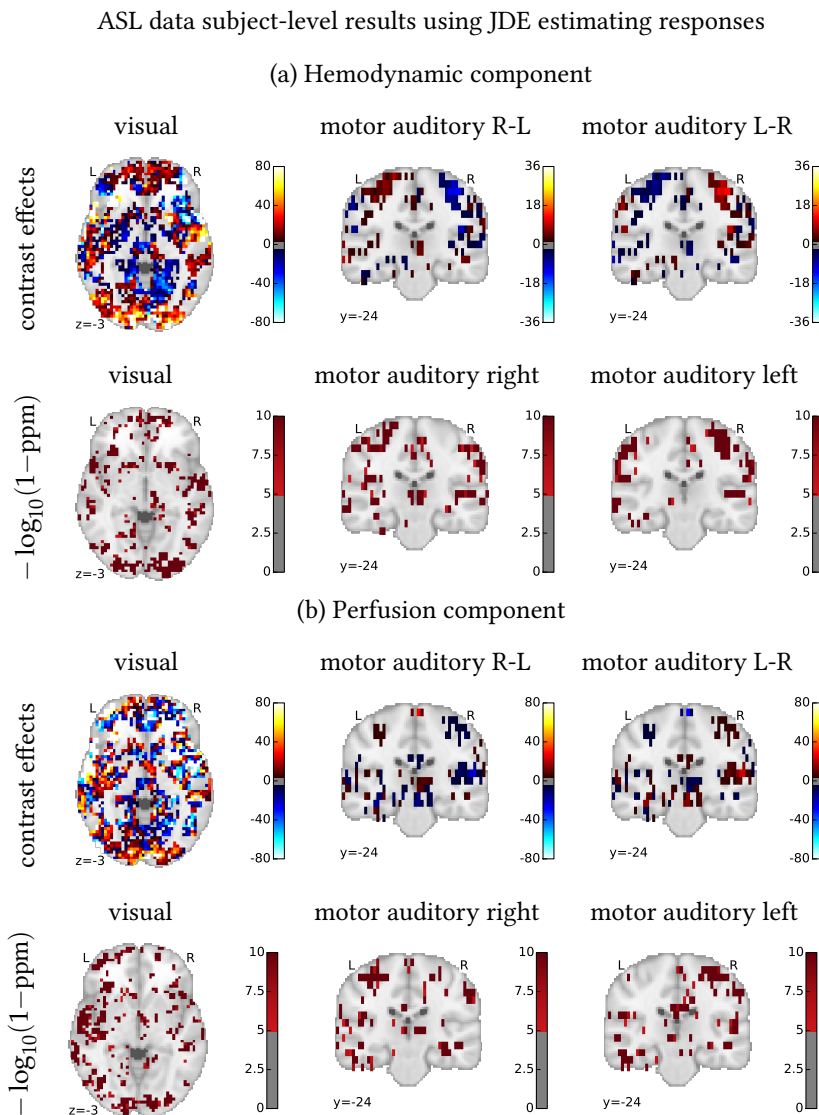 ASL data subject-level results using JDE estimating responses
(a) Hemodynamic component
visual motor auditory R-L motor auditory L-R
contrast effects
L R 80 40 0 -40 -80 z=-3
L R 36 18 0 -18 -36 y=-24
L R 36 18 0 -18 -36 y=-24
visual motor auditory right motor auditory left
− log10(1−ppm)
L R 10 7.5 5 2.5 0 z=-3
L R 10 7.5 5 2.5 0 y=-24
L R 10 7.5 5 2.5 0 y=-24
(b) Perfusion component
visual motor auditory R-L motor auditory L-R
contrast effects
L R 80 40 0 -40 -80 z=-3
L R 80 40 0 -40 -80 y=-24
L R 80 40 0 -40 -80 y=-24
visual motor auditory right motor auditory left
− log10(1−ppm)
L R 10 7.5 5 2.5 0 z=-3
L R 10 7.5 5 2.5 0 y=-24
L R 10 7.5 5 2.5 0 y=-24